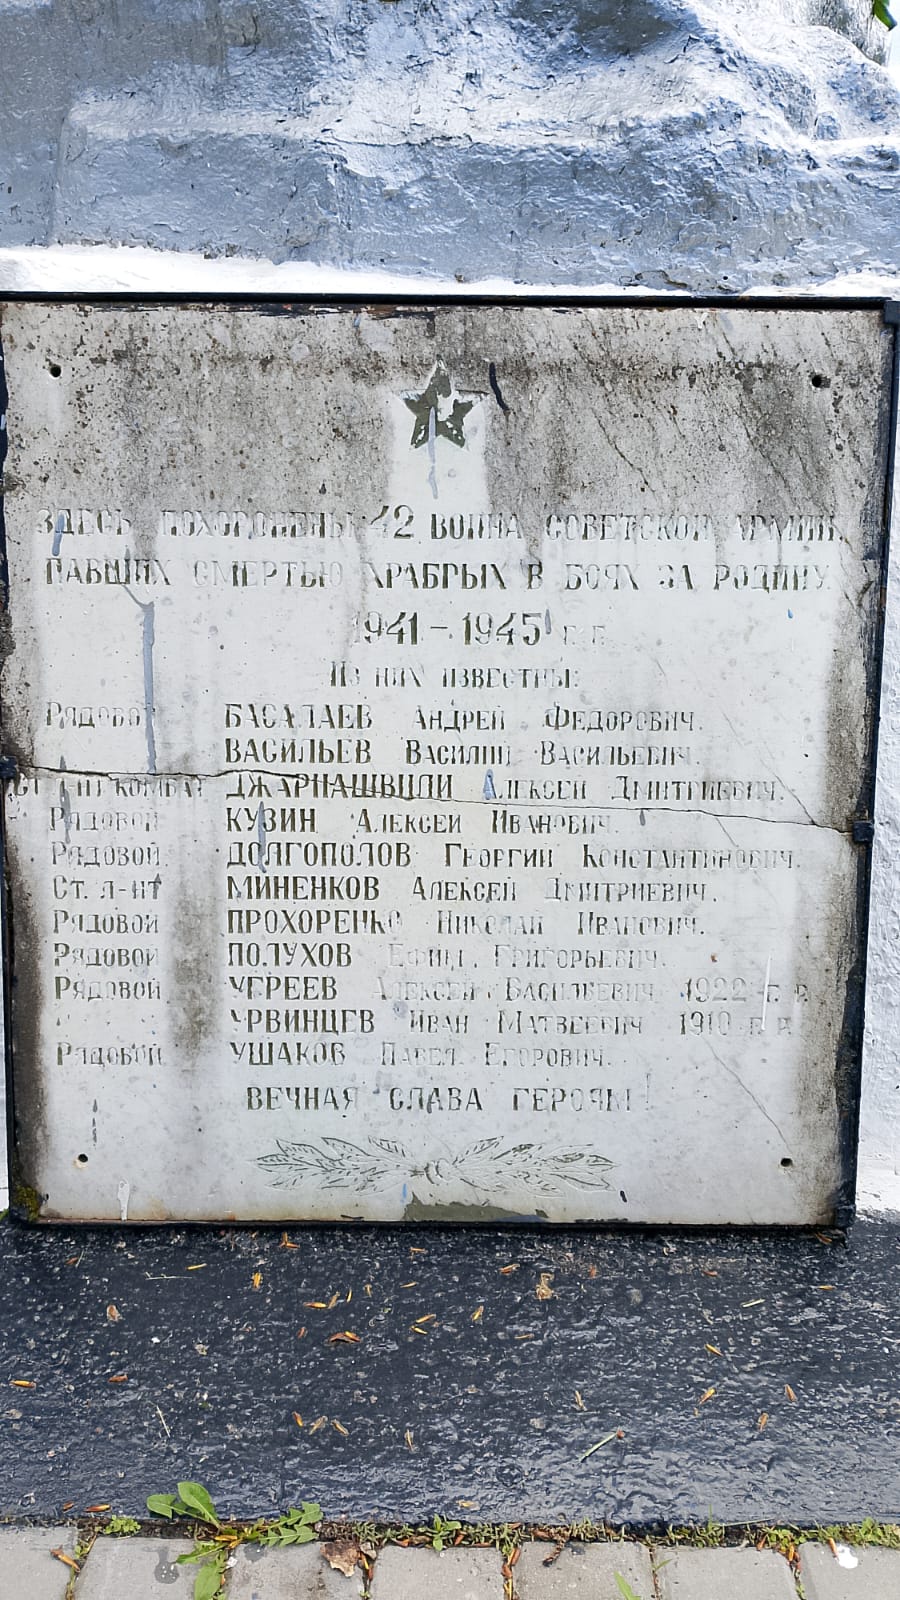 ЗДЕСЬ ПОХОРОНЕНЫ 42 ВОИНА СОВЕТСКОЙ АРМИИ,
ПАВШИХ СМЕРТЬЮ ХРАБРЫХ В БОЯХ ЗА РОДИНУ
1941 – 1945 г.г.
Из них известны:
Рядовой БАСАЛАЕВ Андрей Федорович.
ВАСИЛЬЕВ Василий Васильевич.
Ст. л-нт комбат ДЖАРНАШВИЛИ Алексей Дмитриевич.
Рядовой КУЗИН Алексей Иванович.
Рядовой. ДОЛГОПОЛОВ Георгий Константинович.
Ст. л-нт МИНЕНКОВ Алексей Дмитриевич.
Рядовой ПРОХОРЕНКО Николай Иванович.
Рядовой ПОЛУХОВ Ефим. Григорьевич.
Рядовой УГРЕЕВ Алексей Васильевич 1922 г. р.
УРВИНЦЕВ Иван Матвеевич 1910 г. р.
Рядовой УШАКОВ Павел Егорович.
ВЕЧНАЯ СЛАВА ГЕРОЯМ!